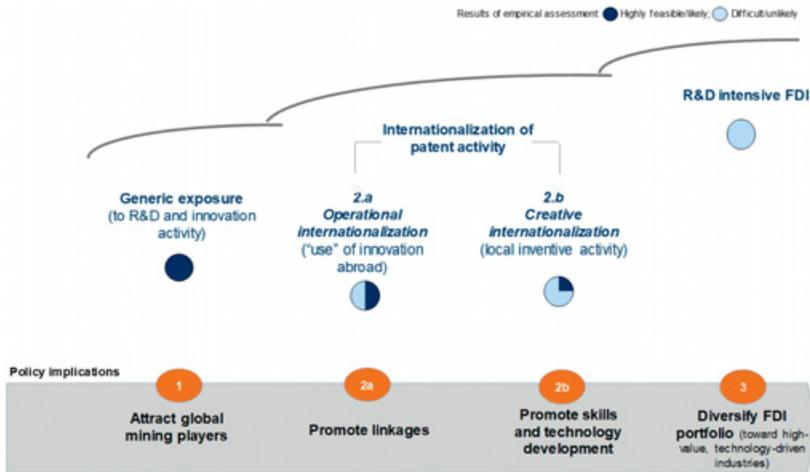 Results of empirical assessment: Highly feasible/likely; Difficult/unlikely
R&D intensive FDI
Internationalization of
patent activity
Generic exposure
(to R&D and innovation
activity)
2.a
Operational
internationalization
("use" of innovation
abroad)
2.b
Creative
internationalization
(local inventive activity)
Policy implications
1
2a
2b
3
Attract global
mining players
Promote linkages
Promote skills
and technology
development
Diversify FDI
portfolio (toward high-
value, technology-driven
industries)